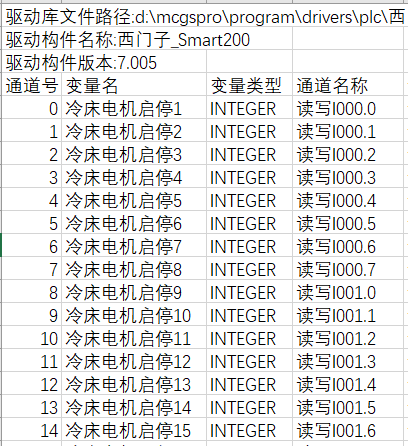 驱动库文件路径:d:\mcgspro\program\drivers\plc\西
驱动构件名称:西门子_Smart200
驱动构件版本:7.005
通道号 变量名 变量类型 通道名称
0 冷床电机启停1 INTEGER 读写I000.0
1 冷床电机启停2 INTEGER 读写I000.1
2 冷床电机启停3 INTEGER 读写I000.2
3 冷床电机启停4 INTEGER 读写I000.3
4 冷床电机启停5 INTEGER 读写I000.4
5 冷床电机启停6 INTEGER 读写I000.5
6 冷床电机启停7 INTEGER 读写I000.6
7 冷床电机启停8 INTEGER 读写I000.7
8 冷床电机启停9 INTEGER 读写I001.0
9 冷床电机启停10 INTEGER 读写I001.1
10 冷床电机启停11 INTEGER 读写I001.2
11 冷床电机启停12 INTEGER 读写I001.3
12 冷床电机启停13 INTEGER 读写I001.4
13 冷床电机启停14 INTEGER 读写I001.5
14 冷床电机启停15 INTEGER 读写I001.6